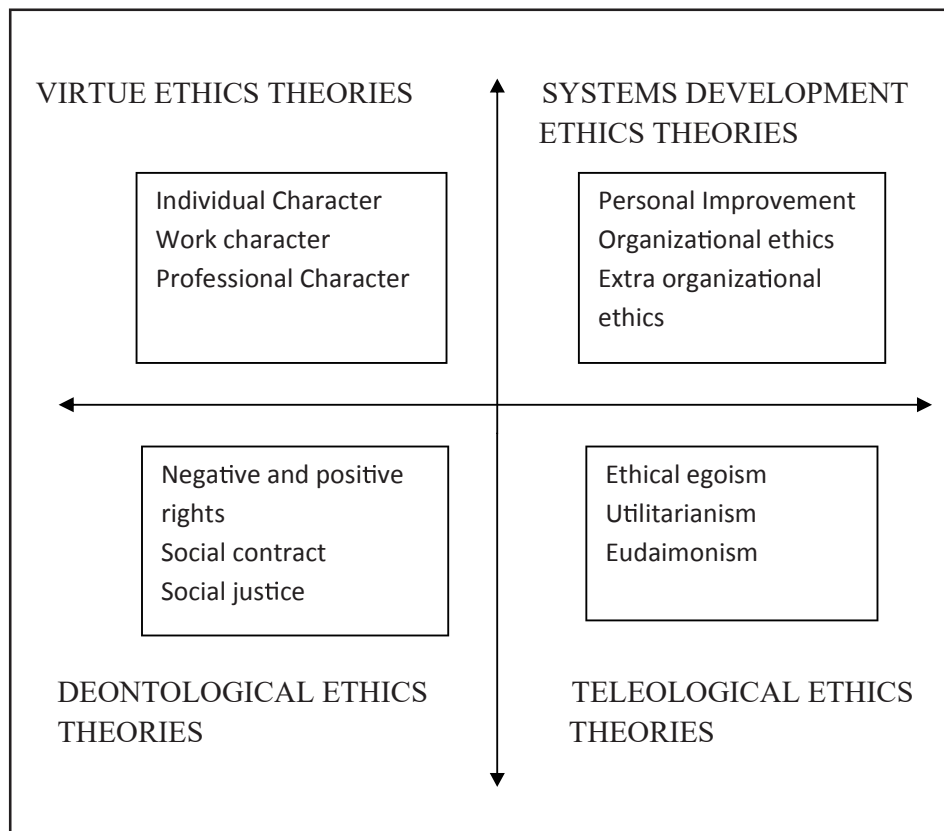 VIRTUE ETHICS THEORIES
SYSTEMS DEVELOPMENT
ETHICS THEORIES
Individual Character
Work character
Professional Character
Personal Improvement
Organizational ethics
Extra organizational
ethics
Negative and positive
rights
Social contract
Social justice
Ethical egoism
Utilitarianism
Eudaimonism
DEONTOLOGICAL ETHICS
THEORIES
TELEOLOGICAL ETHICS
THEORIES